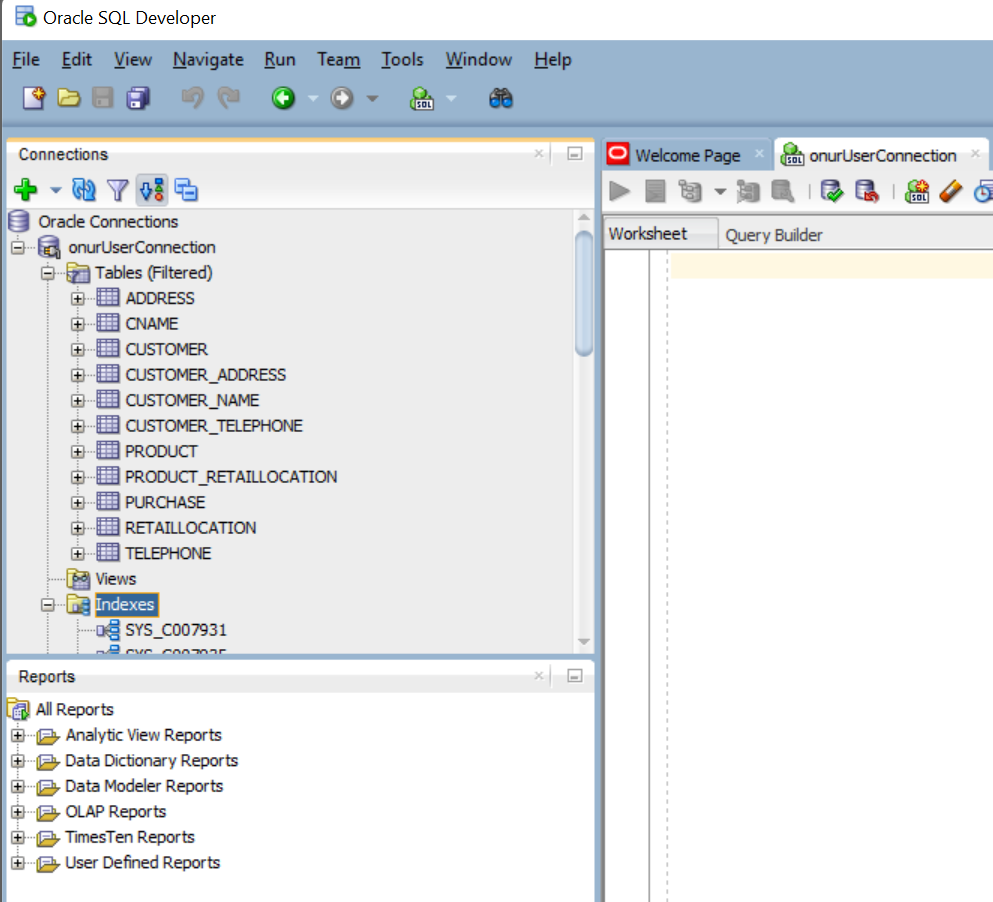 Oracle SQL Developer
File Edit View Navigate Run Team Tools Window Help
SQL
Connections
Welcome Page
SQL onurUserConnection
SQL
Oracle Connections
onurUserConnection
Worksheet
Query Builder
Tables (Filtered)
ADDRESS
CNAME
CUSTOMER
CUSTOMER_ADDRESS
CUSTOMER_NAME
CUSTOMER_TELEPHONE
PRODUCT
PRODUCT_RETAILLOCATION
PURCHASE
RETAILLOCATION
TELEPHONE
Views
Indexes
SYS_C007931
Reports
All Reports
Analytic View Reports
Data Dictionary Reports
Data Modeler Reports
OLAP Reports
TimesTen Reports
User Defined Reports